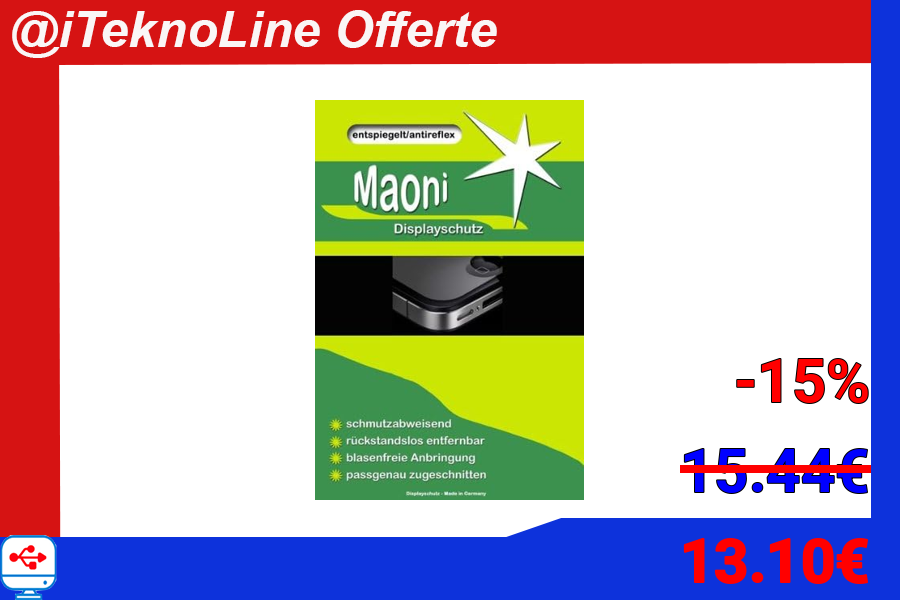 @iTeknoLine Offerte
entspiegelt/antireflex
Maoni
Displayschutz
schmutzabweisend
rückstandslos entfernbar
blasenfreie Anbringung
passgenau zugeschnitten
Displayschutz - Made in Germany
-15%
15.44€
13.10€